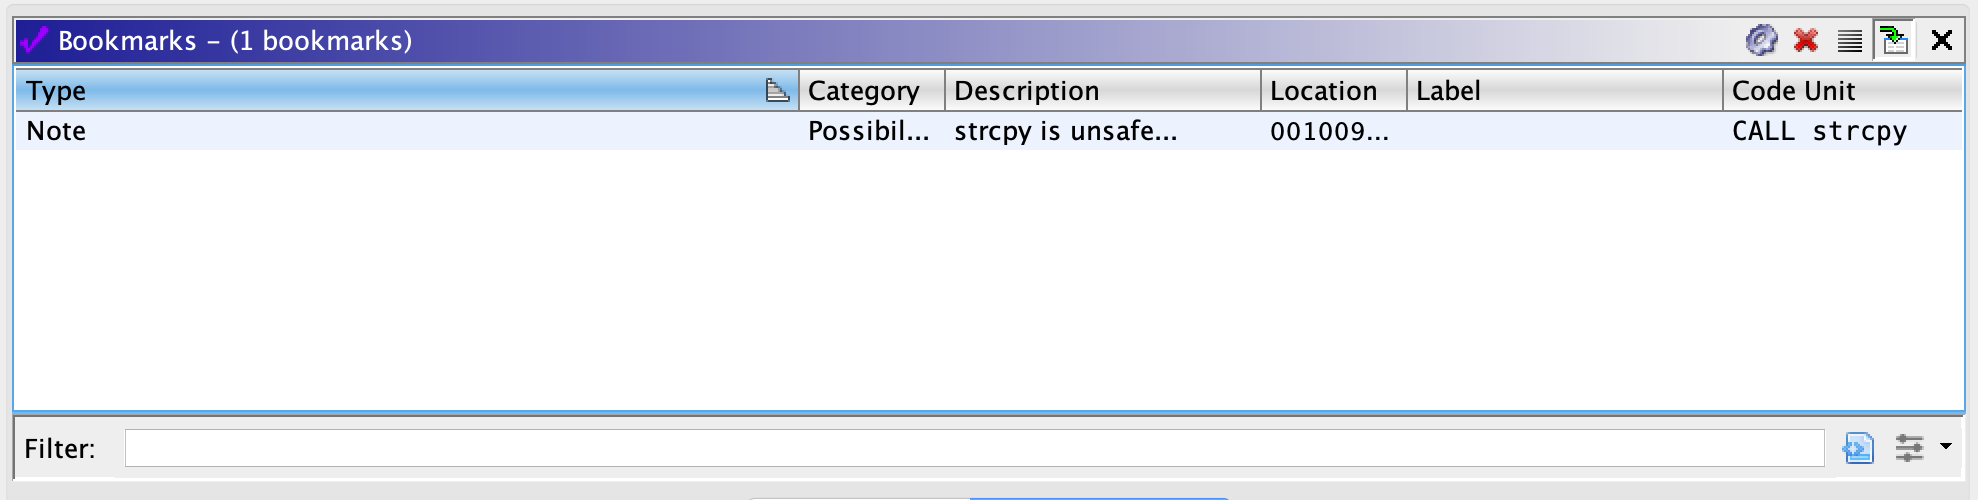 Bookmarks – (1 bookmarks)
Type Category Description Location Label Code Unit
Note Possibil... strcpy is unsafe... 001009... CALL strcpy
Filter: